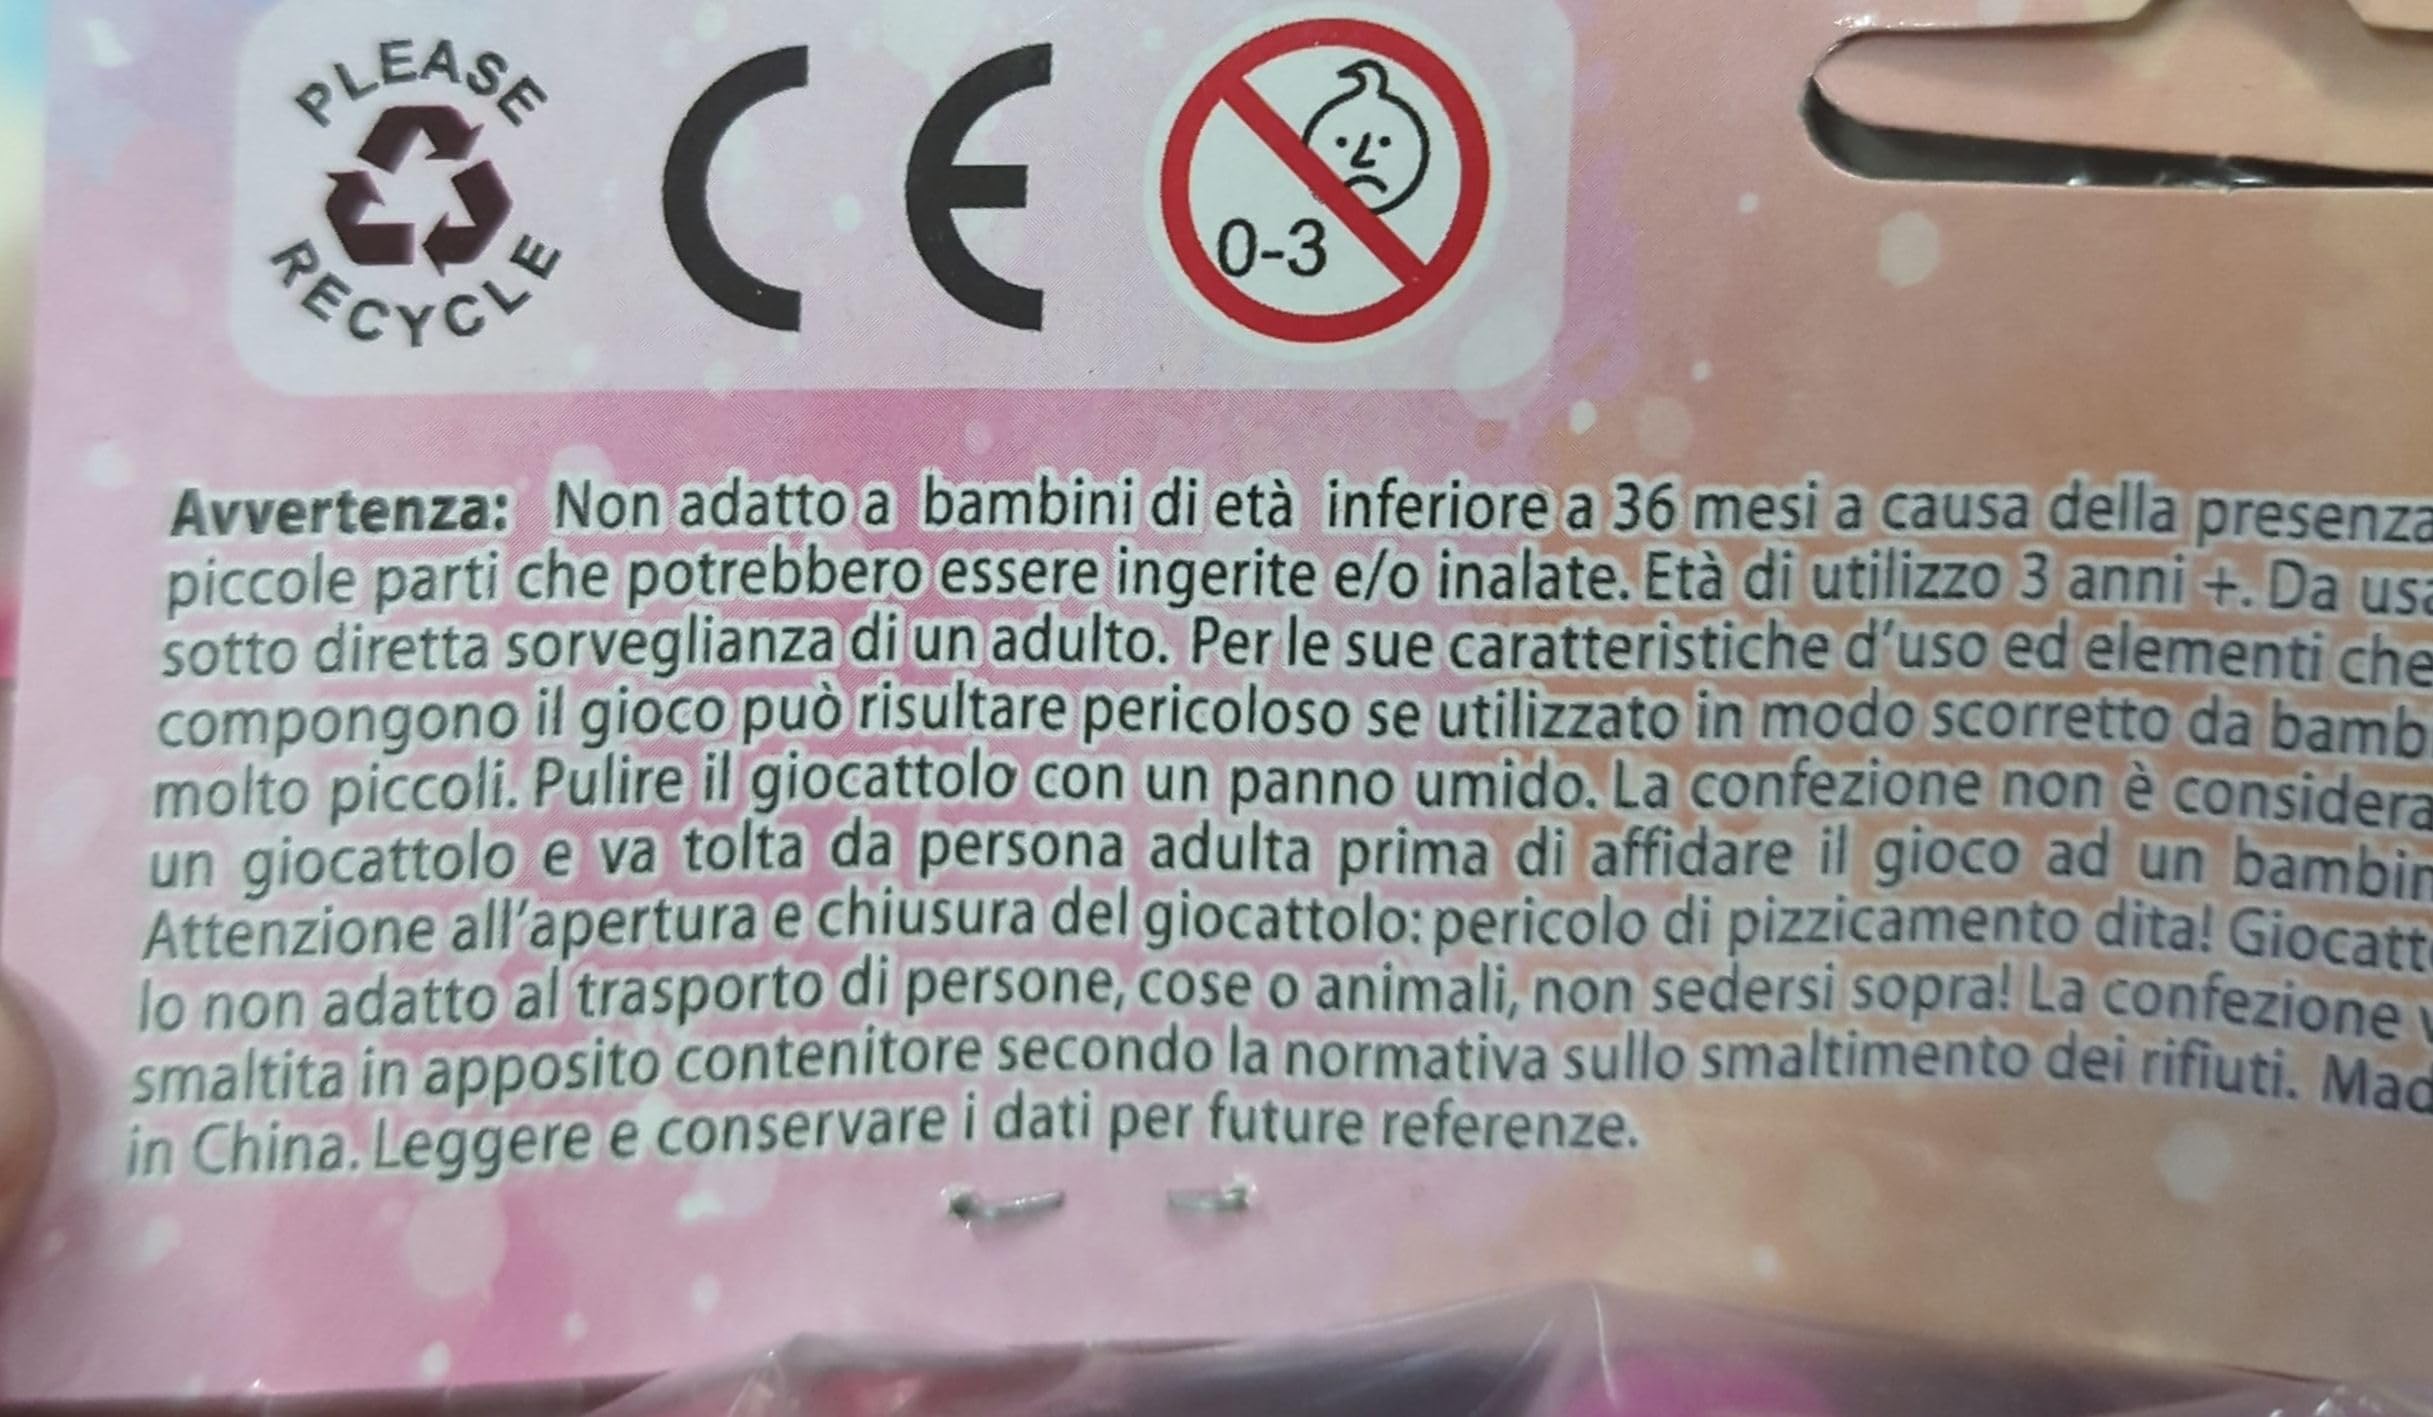 PLEASE
RECYCLE
CE
0-3
Avvertenza: Non adatto a bambini di età inferiore a 36 mesi a causa della presenza
piccole parti che potrebbero essere ingerite e/o inalate. Età di utilizzo 3 anni +. Da
sotto diretta sorveglianza di un adulto. Per le sue caratteristiche d'uso ed elementi che
compongono il gioco può risultare pericoloso se utilizzato in modo scorretto da
molto piccoli. Pulire il giocattolo con un panno umido. La confezione non è
un giocattolo e va tolta da persona adulta prima di affidare il gioco ad un
Attenzione all'apertura e chiusura del giocattolo: pericolo di pizzicamento dita!
lo non adatto al trasporto di persone, cose o animali, non sedersi sopra! La confezione
smaltita in apposito contenitore secondo la normativa sullo smaltimento dei rifiuti.
in China. Leggere e conservare i dati per future referenze.